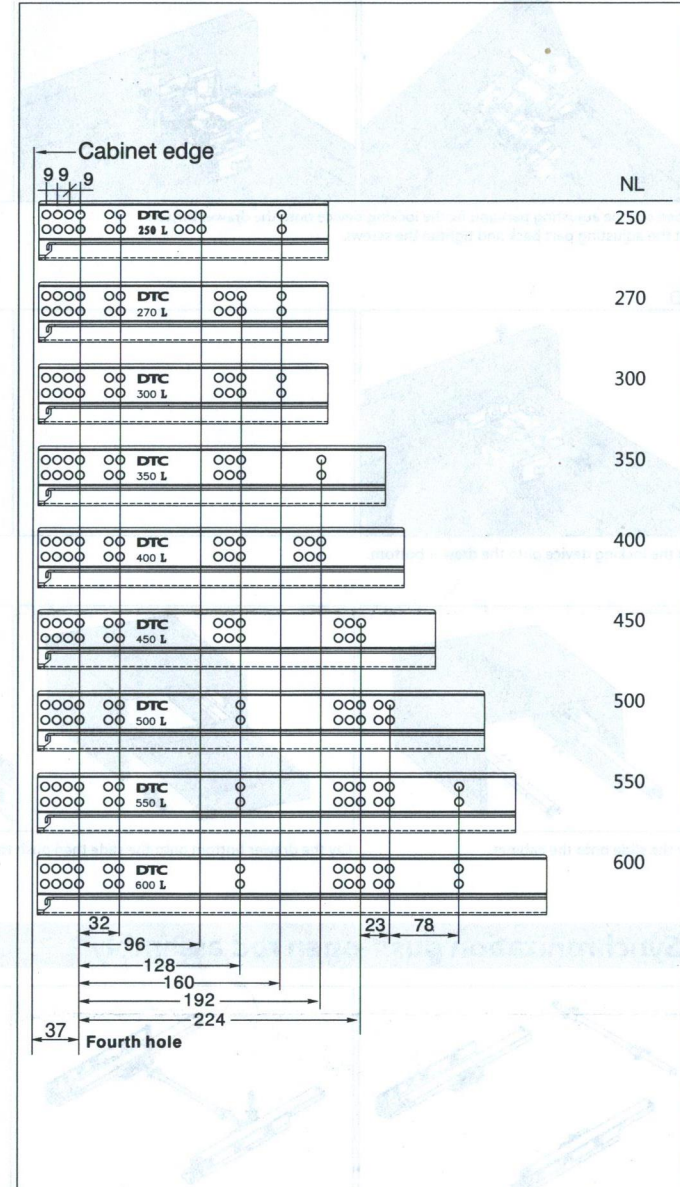 Cabinet edge
9 9 9
NL
DTC
250 L
250
DTC
270 L
270
DTC
300 L
300
DTC
350 L
350
DTC
400 L
400
DTC
450 L
450
DTC
500 L
500
DTC
550 L
550
DTC
600 L
600
32
23
78
96
128
160
192
224
37
Fourth hole